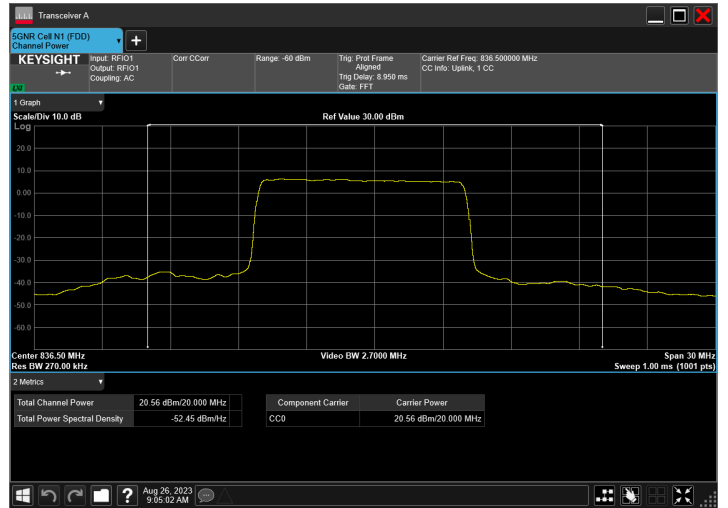 Transceiver A
5GNR Cell N1 (FDD)
Channel Power
KEYSIGHT
LXI
Input: RFIO1
Output: RFIO1
Coupling: AC
Corr CCorr
Range: -60 dBm
Trig: Prot Frame
Aligned
Trig Delay: 8.950 ms
Gate: FFT
Carrier Ref Freq: 836.500000 MHz
CC Info: Uplink, 1 CC
1 Graph
Scale/Div 10.0 dB
Ref Value 30.00 dBm
Log
20.0
10.0
0.00
-10.0
-20.0
-30.0
-40.0
-50.0
-60.0
Center 836.50 MHz
Video BW 2.7000 MHz
Span 30 MHz
Res BW 270.00 kHz
Sweep 1.00 ms (1001 pts)
2 Metrics
Total Channel Power 20.56 dBm/20.000 MHz
Total Power Spectral Density -52.45 dBm/Hz
Component Carrier Carrier Power
CC0 20.56 dBm/20.000 MHz
?
Aug 26, 2023
9:05:02 AM